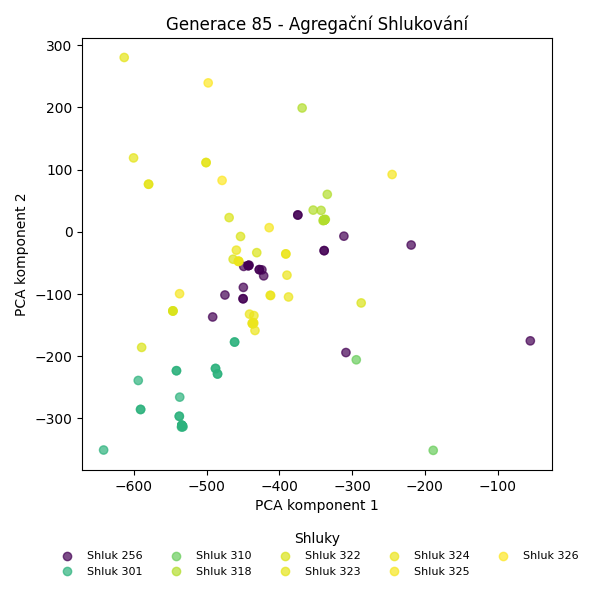 Generace 85 - Agregační Shlukování
300
200
100
0
−100
−200
−300
PCA komponent 2
−600 −500 −400 −300 −200 −100
PCA komponent 1
Shluky
Shluk 256 Shluk 310 Shluk 322 Shluk 324 Shluk 326
Shluk 301 Shluk 318 Shluk 323 Shluk 325